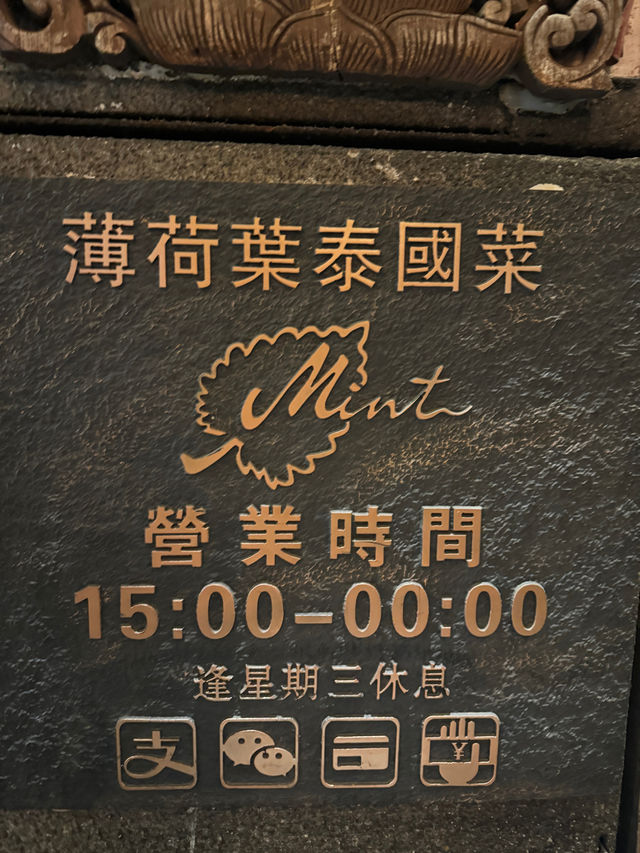 薄荷葉泰國菜
Mint
營業時間
15:00-00:00
逢星期三休息
支
¥